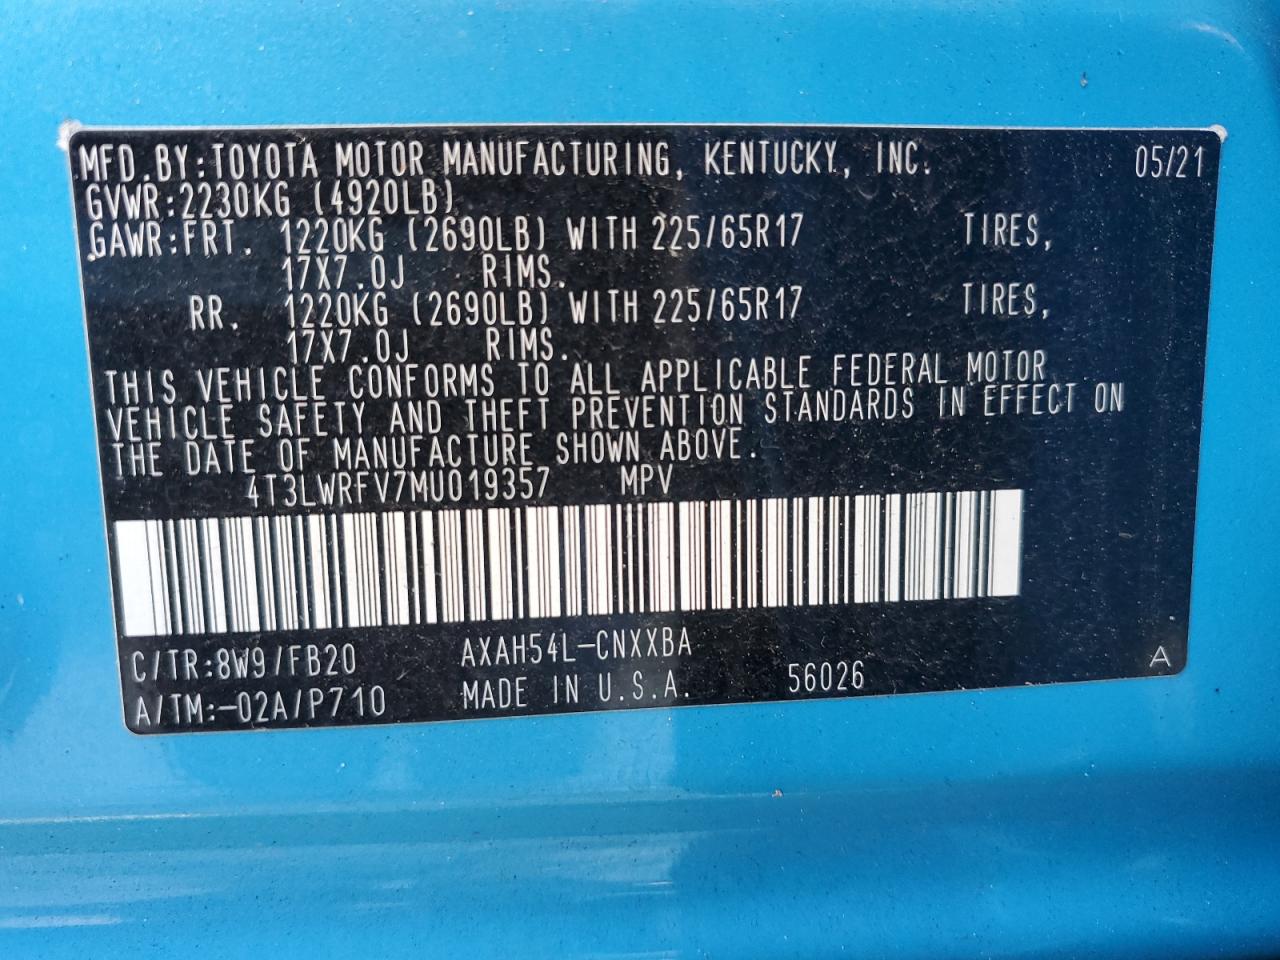 MFD.BY:TOYOTA MOTOR MANUFACTURING, KENTUCKY, INC. 05/21
GVWR:2230KG (4920LB)
GAWR:FRT. 1220KG (2690LB) WITH 225/65R17 TIRES,
17X7.0J RIMS.
RR. 1220KG (2690LB) WITH 225/65R17 TIRES,
17X7.0J RIMS.
THIS VEHICLE CONFORMS TO ALL APPLICABLE FEDERAL MOTOR
VEHICLE SAFETY AND THEFT PREVENTION STANDARDS IN EFFECT ON
THE DATE OF MANUFACTURE SHOWN ABOVE.
4T3LWRFV7MU019357 MPV
C/TR:8W9/FB20 AXAH54L-CNXXBA A
A/TM:-02A/P710 MADE IN U.S.A. 56026